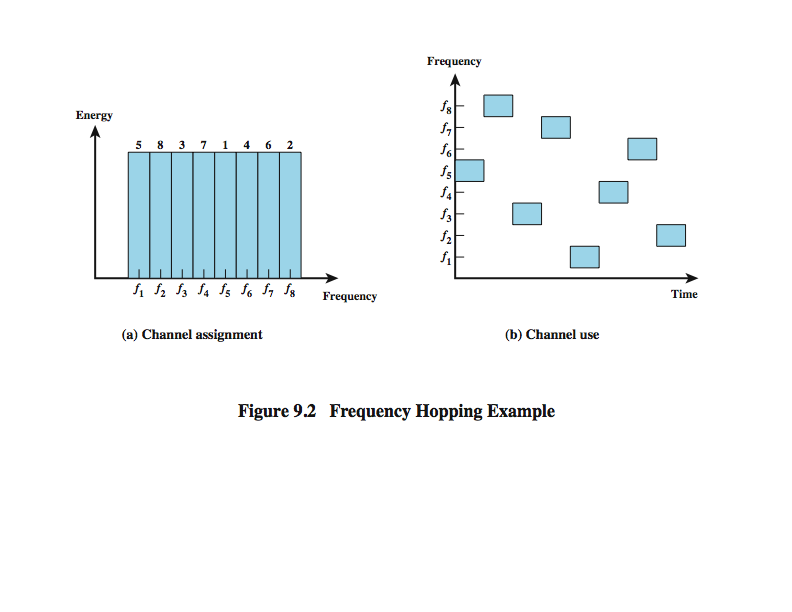 Energy
5 8 3 7 1 4 6 2
f1 f2 f3 f4 f5 f6 f7 f8
Frequency
(a) Channel assignment
Frequency
f8
f7
f6
f5
f4
f3
f2
f1
Time
(b) Channel use
Figure 9.2 Frequency Hopping Example